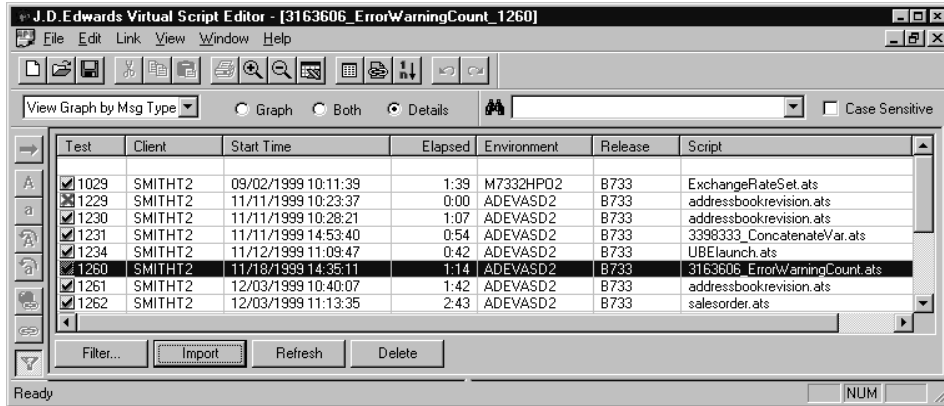 J.D.Edwards Virtual Script Editor - [3163606_ErrorWarningCount_1260]
File Edit Link View Window Help
View Graph by Msg Type Graph Both Details Case Sensitive
Test Client Start Time Elapsed Environment Release Script
1029 SMITHT2 09/02/1999 10:11:39 1:39 M7332HPO2 B733 ExchangeRateSet.ats
1229 SMITHT2 11/11/1999 10:23:37 0:00 ADEVASD2 B733 addressbookrevision.ats
1230 SMITHT2 11/11/1999 10:28:21 1:07 ADEVASD2 B733 addressbookrevision.ats
1231 SMITHT2 11/11/1999 14:53:40 0:54 ADEVASD2 B733 3398333_ConcatenateVar.ats
1234 SMITHT2 11/12/1999 11:09:47 0:42 ADEVASD2 B733 UBElaunch.ats
1260 SMITHT2 11/18/1999 14:35:11 1:14 ADEVASD2 B733 3163606_ErrorWarningCount.ats
1261 SMITHT2 12/03/1999 10:40:07 1:42 ADEVASD2 B733 addressbookrevision.ats
1262 SMITHT2 12/03/1999 11:13:35 2:43 ADEVASD2 B733 salesorder.ats
Filter... Import Refresh Delete
Ready NUM